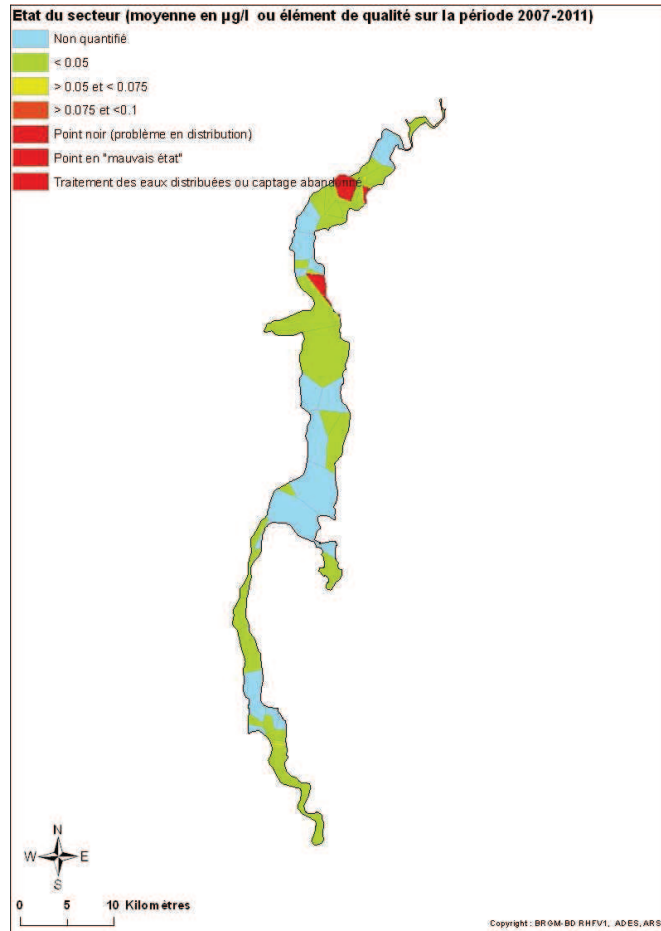 Etat du secteur (moyenne en µg/l ou élément de qualité sur la période 2007-2011)
Non quantifié
< 0.05
> 0.05 et < 0.075
> 0.075 et <0.1
Point noir (problème en distribution)
Point en "mauvais état"
Traitement des eaux distribuées ou captage abandonné
N
W E
S
0 5 10 Kilomètres
Copyright : BRGM-BD RHFV1, ADES, ARS